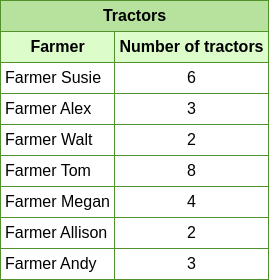 Tractors
Farmer Number of tractors
Farmer Susie 6
Farmer Alex 3
Farmer Walt 2
Farmer Tom 8
Farmer Megan 4
Farmer Allison 2
Farmer Andy 3